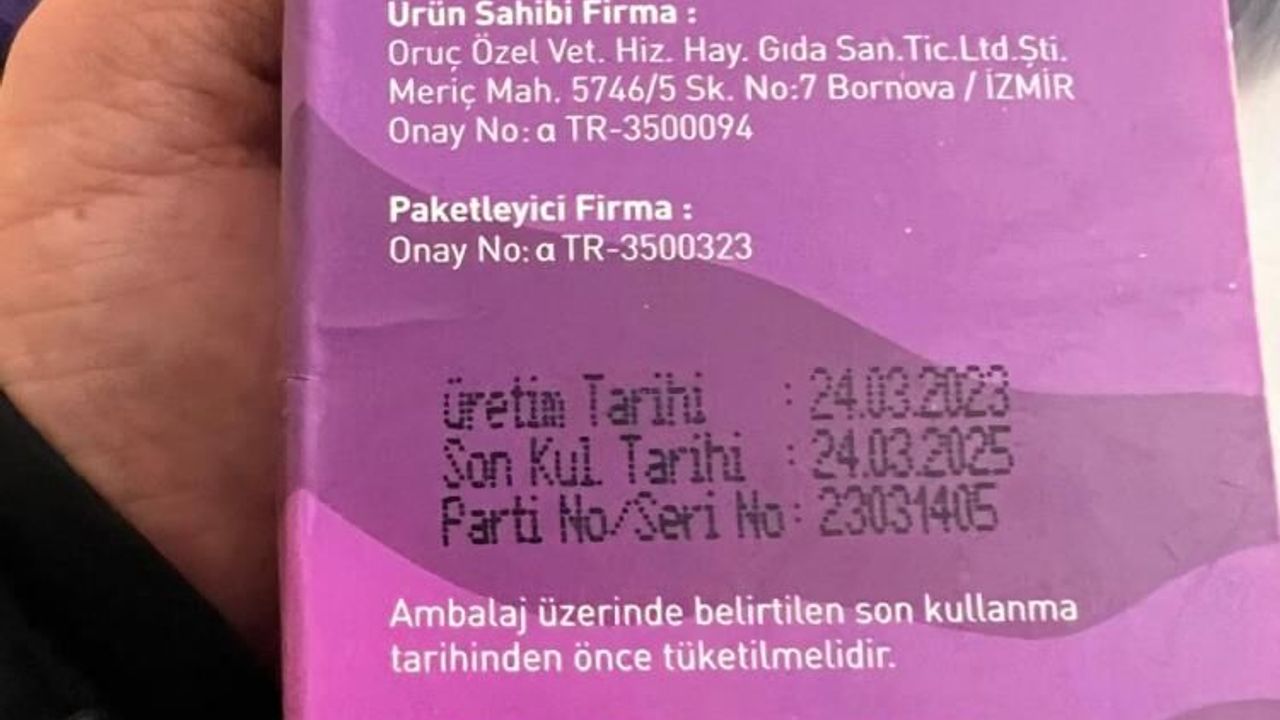 Ürün Sahibi Firma :
Oruç Özel Vet. Hiz. Hay. Gıda San.Tic.Ltd.Şti.
Meriç Mah. 5746/5 Sk. No:7 Bornova / İZMİR
Onay No: α TR-3500094
Paketleyici Firma :
Onay No: α TR-3500323
Üretim Tarihi : 24.03.2023
Son Kul. Tarihi : 24.03.2025
Parti No/Seri No: 23031405
Ambalaj üzerinde belirtilen son kullanma
tarihinden önce tüketilmelidir.